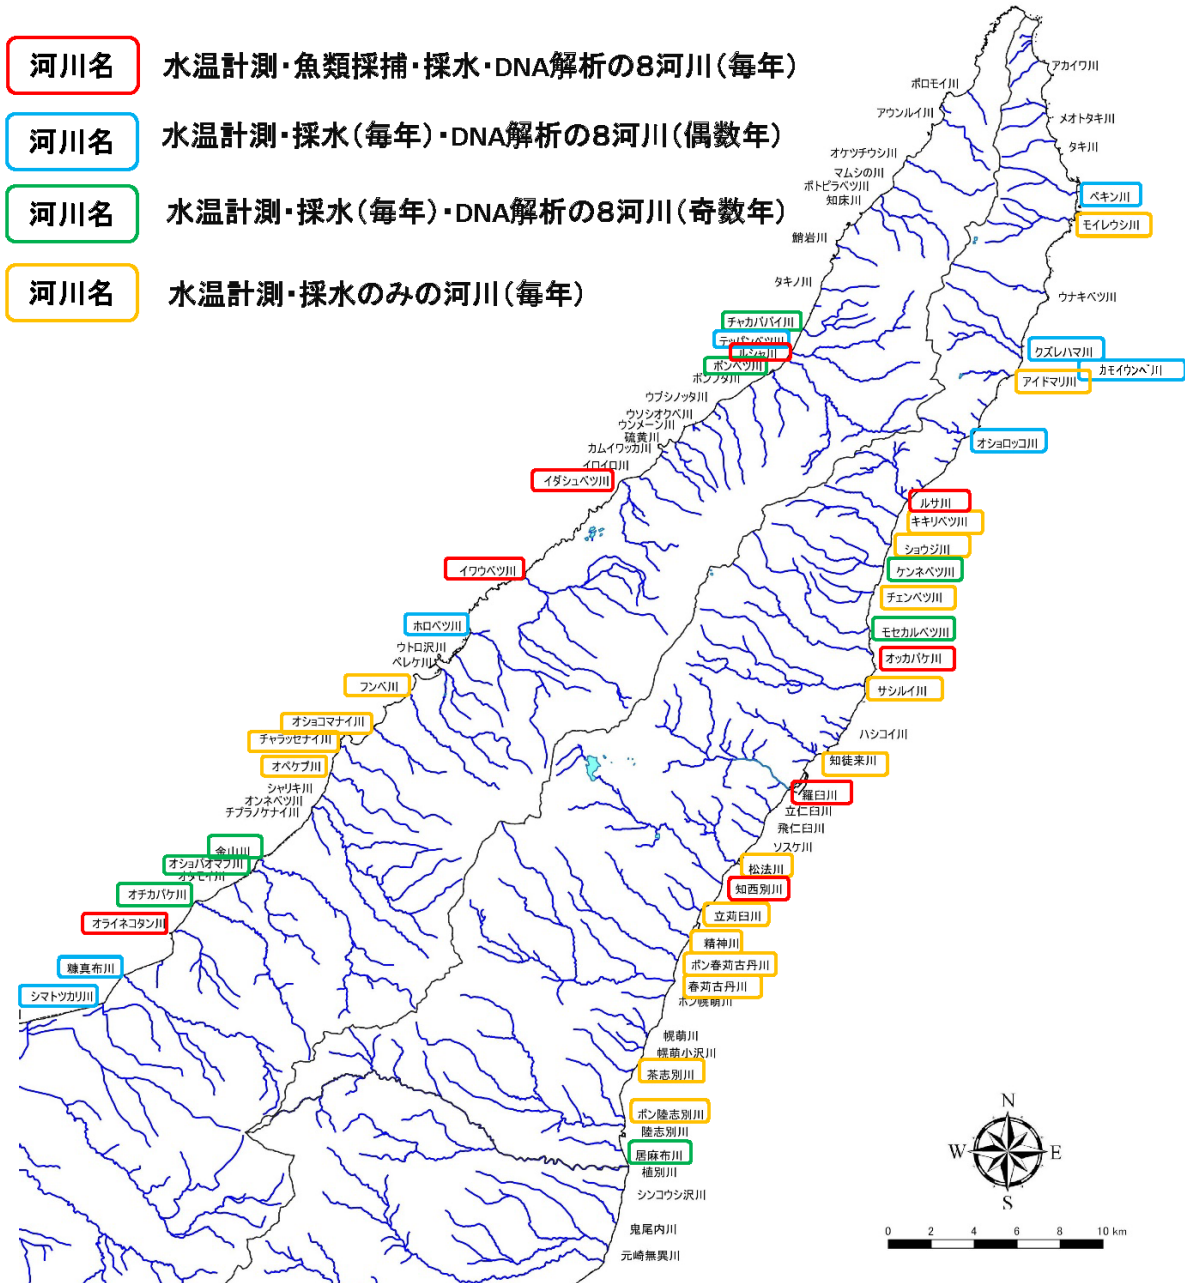 河川名 水温計測・魚類採捕・採水・DNA解析の8河川(毎年)
河川名 水温計測・採水(毎年)・DNA解析の8河川(偶数年)
河川名 水温計測・採水(毎年)・DNA解析の8河川(奇数年)
河川名 水温計測・採水のみの河川(毎年)
ポロモイ川
アウンルイ川
オケツチウシ川
マムシの川
ポトピラベツ川
知床川
鮹岩川
タキノ川
チャカババイ川
テッパンベツ川
ルシャ川
ポンベツ川
ポンプタ川
ウブシノッタ川
ウソシオクベ川
ウンメーン川
硫黄川
カムイワッカ川
イロイロ川
イダシュベツ川
イワウベツ川
ホロベツ川
ウトロ沢川
ペレケ川
フンベ川
オショコマナイ川
チャラッセナイ川
オペケプ川
シャリキ川
オンネベツ川
チプラノケナイ川
金山川
オショパオマブ川
オタモイ川
オチカバケ川
オライネコタン川
糠真布川
シマトツカリ川
アカイワ川
メオトタキ川
タキ川
ペキン川
モイレウシ川
ウナキベツ川
クズレハマ川
カモイウンベ川
アイドマリ川
オショロッコ川
ルサ川
キキリベツ川
ショウジ川
ケンネベツ川
チエンベツ川
モセカルベツ川
オッカバケ川
サシルイ川
ハシコイ川
知徒来川
羅臼川
立仁臼川
飛仁臼川
ソスケ川
松法川
知西別川
立苅臼川
精神川
ポン春苅古丹川
春苅古丹川
ポン幌萌川
幌萌川
幌萌小沢川
茶志別川
ポン陸志別川
陸志別川
居麻布川
植別川
シンコウシ沢川
鬼尾内川
元崎無異川
N
W E
S
0 2 4 6 8 10 km